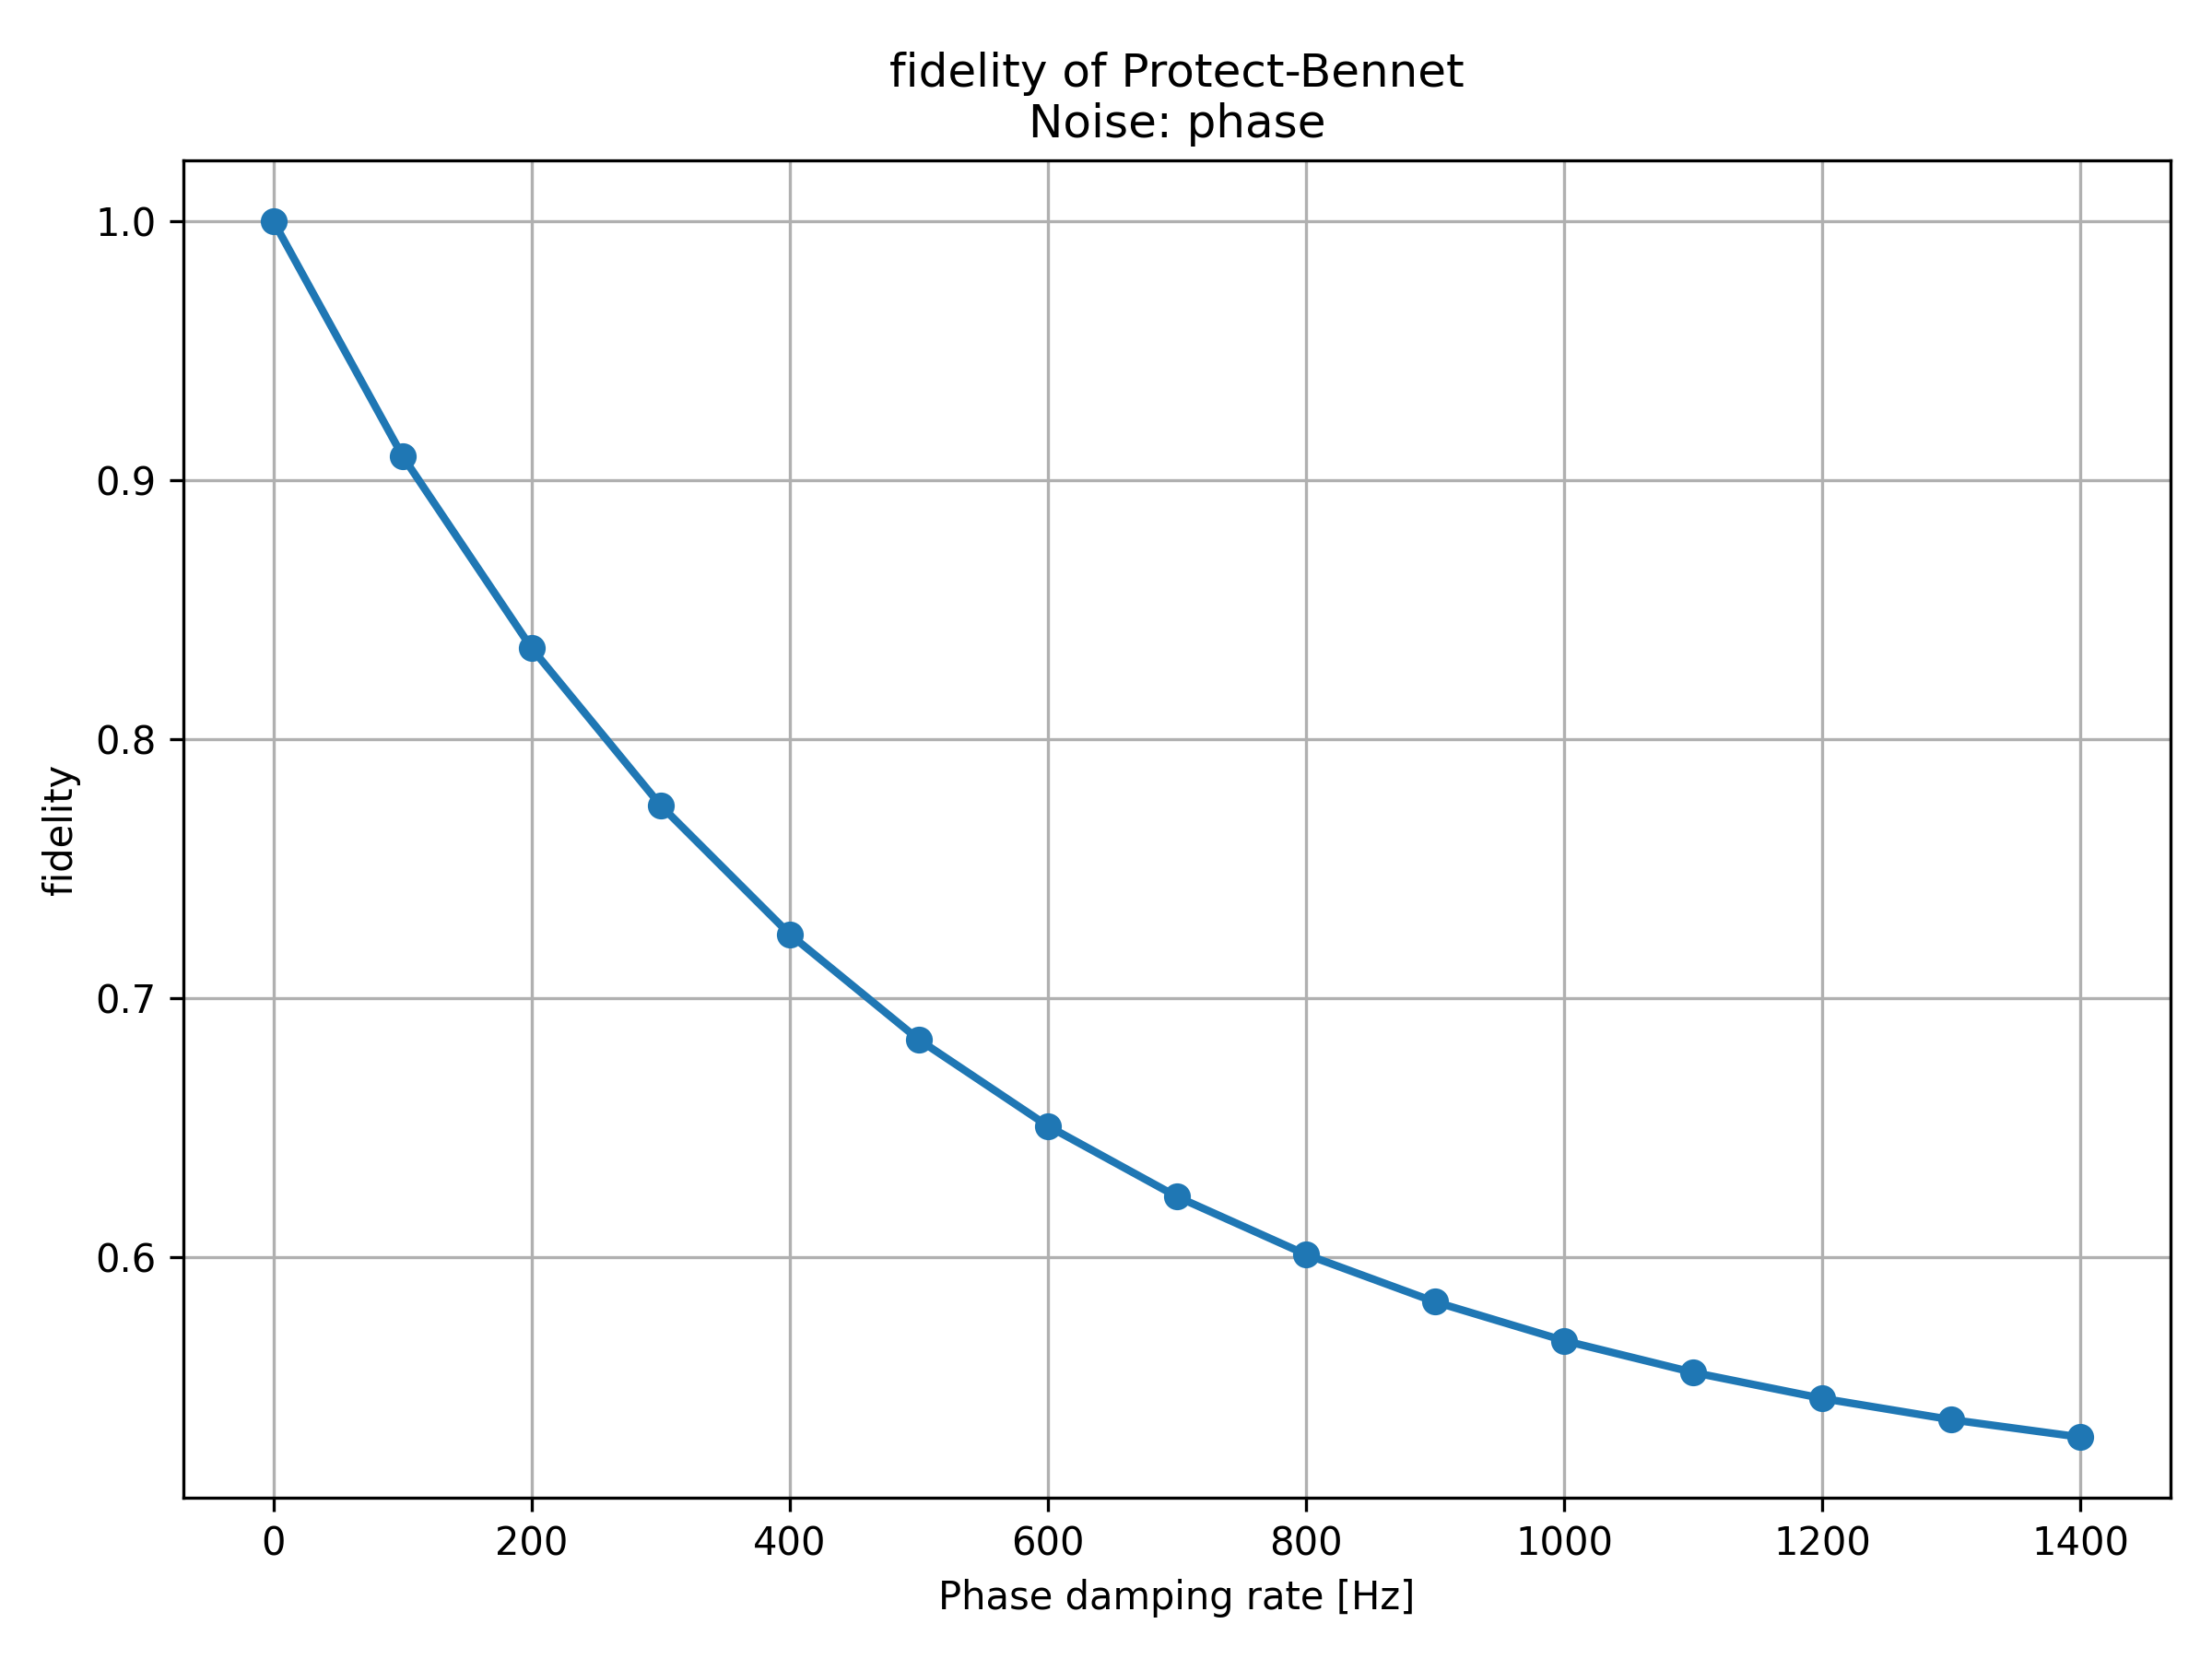 fidelity of Protect-Bennet
Noise: phase
1.0
0.9
0.8
0.7
0.6
fidelity
0 200 400 600 800 1000 1200 1400
Phase damping rate [Hz]